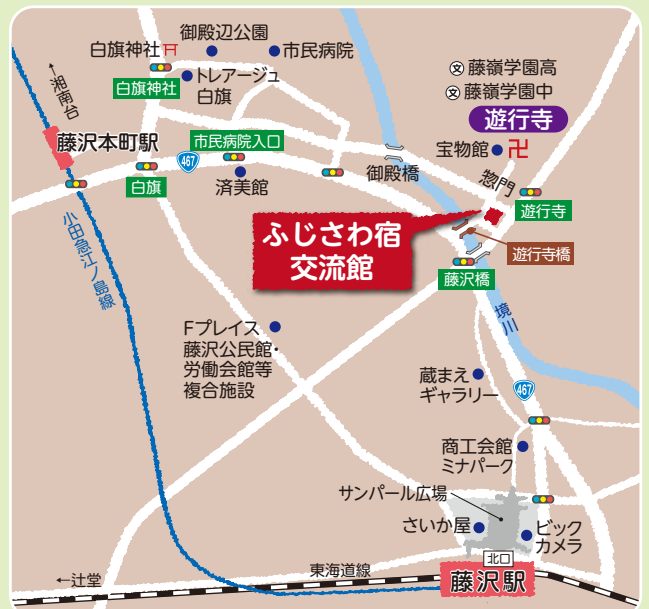 御殿辺公園
白旗神社
市民病院
トレアージュ
白旗
白旗神社
←湘南台
藤嶺学園高
文
藤嶺学園中
文
遊行寺
宝物館
藤沢本町駅
市民病院入口
467
白旗
済美館
御殿橋
惣門
遊行寺
ふじさわ宿
交流館
遊行寺橋
藤沢橋
小田急江ノ島線
境川
Fプレイス
藤沢公民館・
労働会館等
複合施設
蔵まえ
ギャラリー
467
商工会館
ミナパーク
サンパール広場
さいか屋
ビック
カメラ
北口
藤沢駅
東海道線
←辻堂